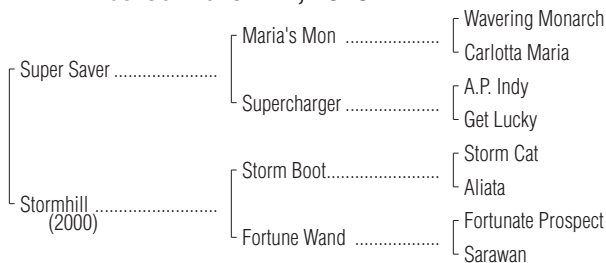 Wavering Monarch
Maria's Mon ...................
Carlotta Maria
Super Saver .....................
A.P. Indy
Supercharger ...................
Get Lucky
Storm Cat
Storm Boot.......................
Aliata
Stormhill .........................
(2000)
Fortunate Prospect
Fortune Wand .................
Sarawan